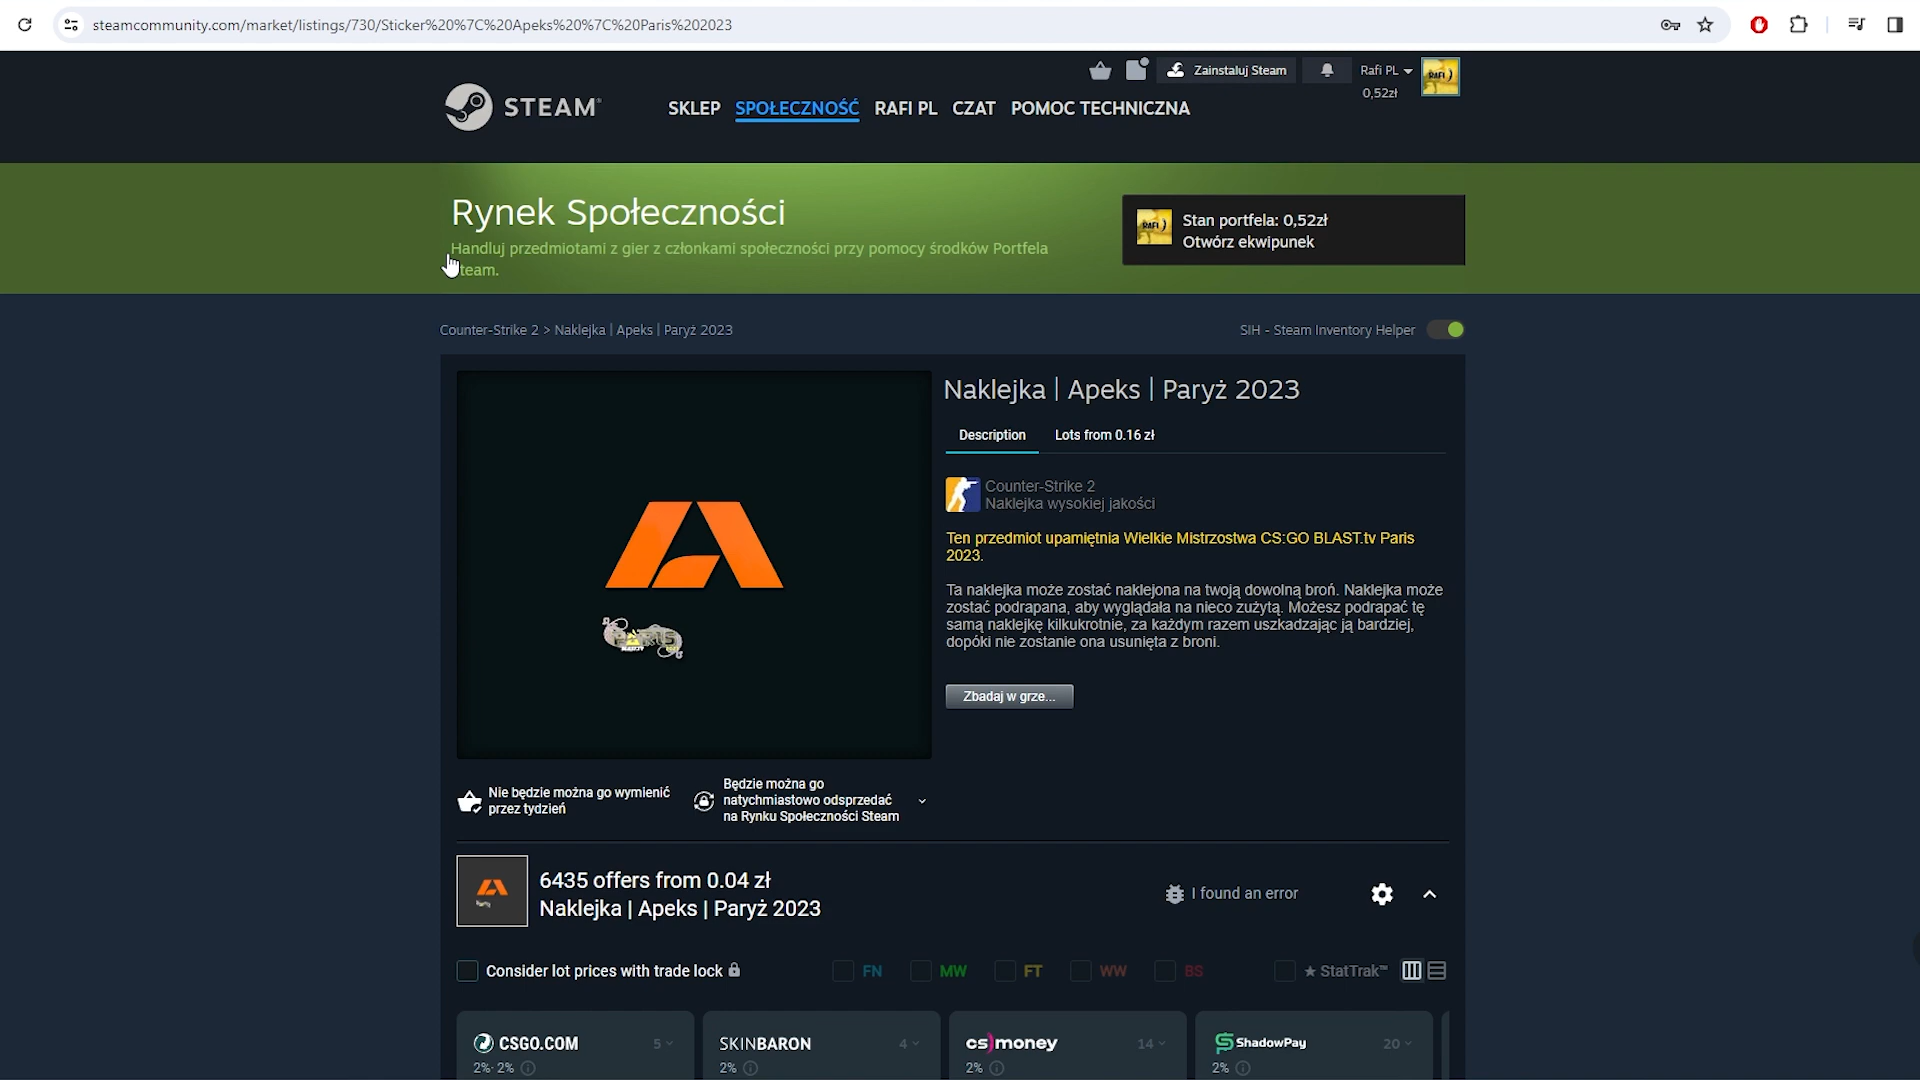 steamcommunity.com/market/listings/730/Sticker%20%7C%20Apeks%20%7C%20Paris%202023
Zainstaluj Steam
Rafi PL
0,52zł
STEAM
SKLEP SPOŁECZNOŚĆ RAFI PL CZAT POMOC TECHNICZNA
Rynek Społeczności
Handluj przedmiotami z gier z członkami społeczności przy pomocy środków Portfela
team.
RAFI )
Stan portfela: 0,52zł
Otwórz ekwipunek
Counter-Strike 2 > Naklejka | Apeks | Paryż 2023
SIH - Steam Inventory Helper
Naklejka | Apeks | Paryż 2023
Description
Lots from 0.16 zł
Counter-Strike 2
Naklejka wysokiej jakości
Ten przedmiot upamiętnia Wielkie Mistrzostwa CS:GO BLAST.tv Paris
2023.
Ta naklejka może zostać naklejona na twoją dowolną broń. Naklejka może
zostać podrapana, aby wyglądała na nieco zużytą. Możesz podrapać tę
samą naklejkę kilkukrotnie, za każdym razem uszkadzając ją bardziej,
dopóki nie zostanie ona usunięta z broni.
Zbadaj w grze...
PARIS
Nie będzie można go wymienić
przez tydzień
Będzie można go
natychmiastowo odsprzedać
na Rynku Społeczności Steam
6435 offers from 0.04 zł
Naklejka | Apeks | Paryż 2023
I found an error
Consider lot prices with trade lock
FN MW FT WW BS ★ StatTrak™
CSGO.COM 5
2%· 2%
SKINBARON 4
2%
cs money 14
2%
ShadowPay 20
2%